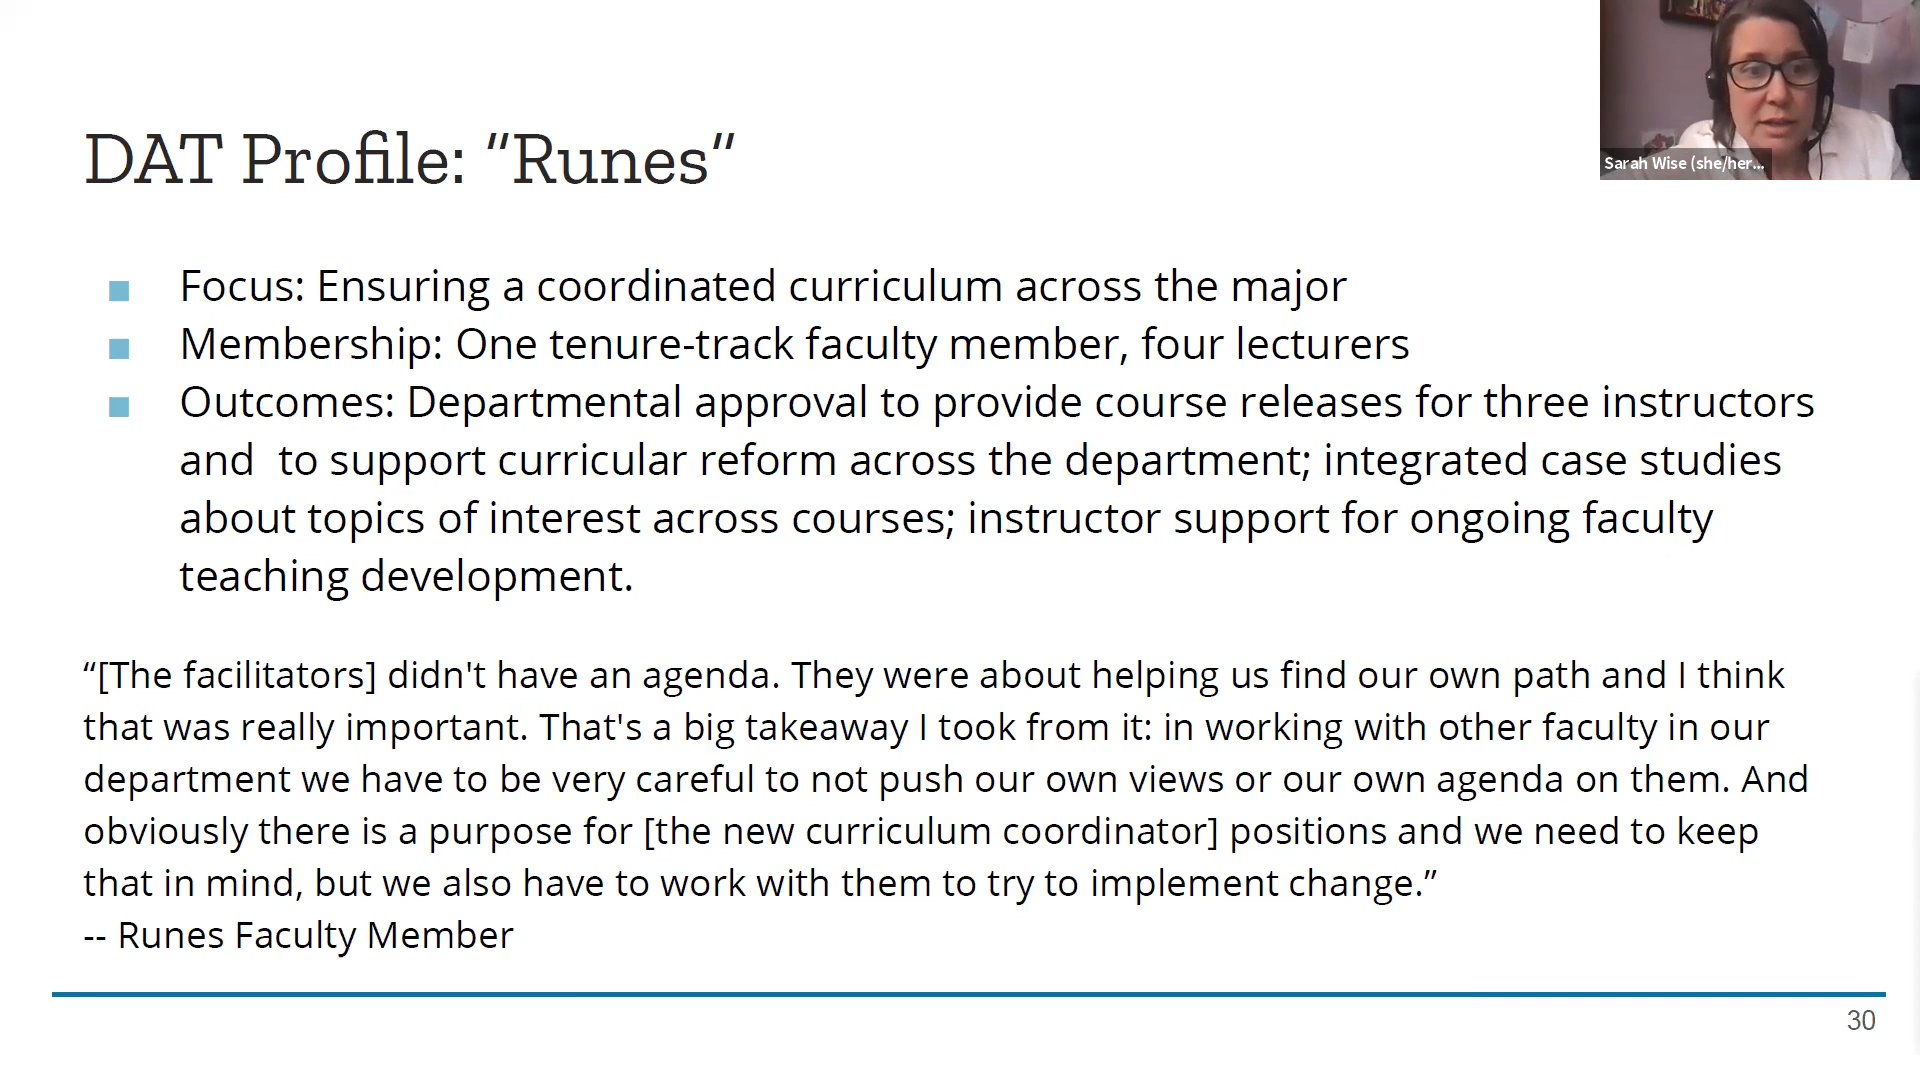 DAT Profile: “Runes”
Sarah Wise (she/her...
■ Focus: Ensuring a coordinated curriculum across the major
■ Membership: One tenure-track faculty member, four lecturers
■ Outcomes: Departmental approval to provide course releases for three instructors
and  to support curricular reform across the department; integrated case studies
about topics of interest across courses; instructor support for ongoing faculty
teaching development.
“[The facilitators] didn't have an agenda. They were about helping us find our own path and I think
that was really important. That's a big takeaway I took from it: in working with other faculty in our
department we have to be very careful to not push our own views or our own agenda on them. And
obviously there is a purpose for [the new curriculum coordinator] positions and we need to keep
that in mind, but we also have to work with them to try to implement change.”
-- Runes Faculty Member
30